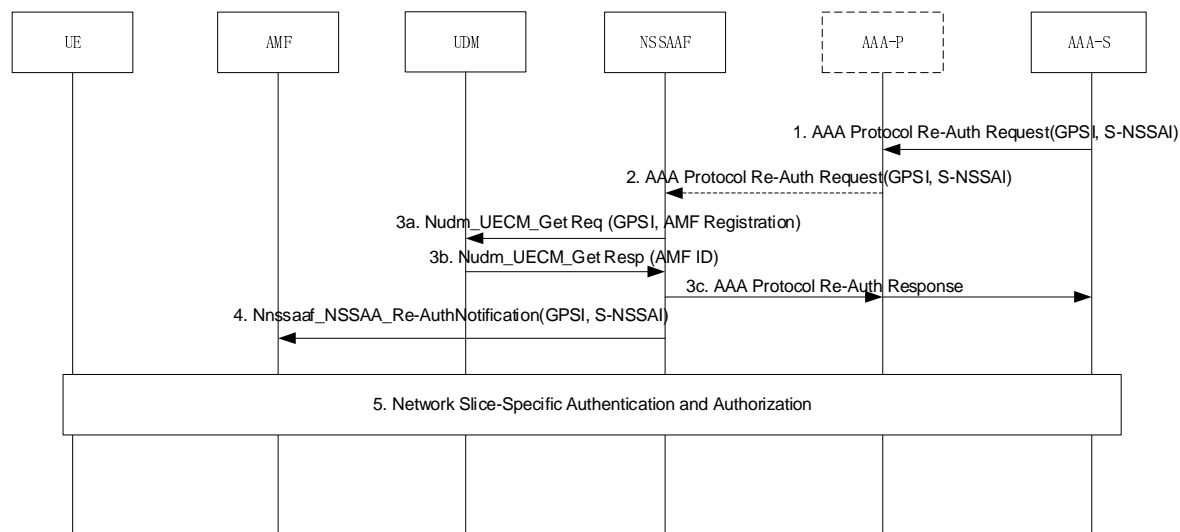 UE
AMF
UDM
NSSAAF
AAA-P
AAA-S
1. AAA Protocol Re-Auth Request(GPSI, S-NSSAI)
2. AAA Protocol Re-Auth Request(GPSI, S-NSSAI)
3a. Nudm_UECM_Get Req (GPSI, AMF Registration)
3b. Nudm_UECM_Get Resp (AMF ID)
3c. AAA Protocol Re-Auth Response
4. Nnssaaf_NSSAA_Re-AuthNotification(GPSI, S-NSSAI)
5. Network Slice-Specific Authentication and Authorization